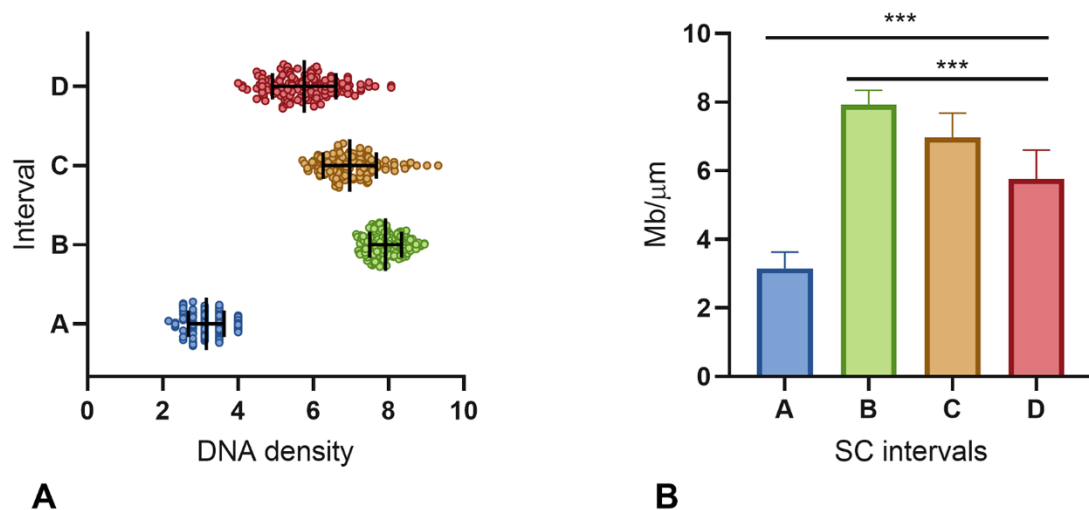 D
C
B
A
Interval
0 2 4 6 8 10
DNA density
A
***
***
10
8
6
4
2
0
Mb/μm
A B C D
SC intervals
B